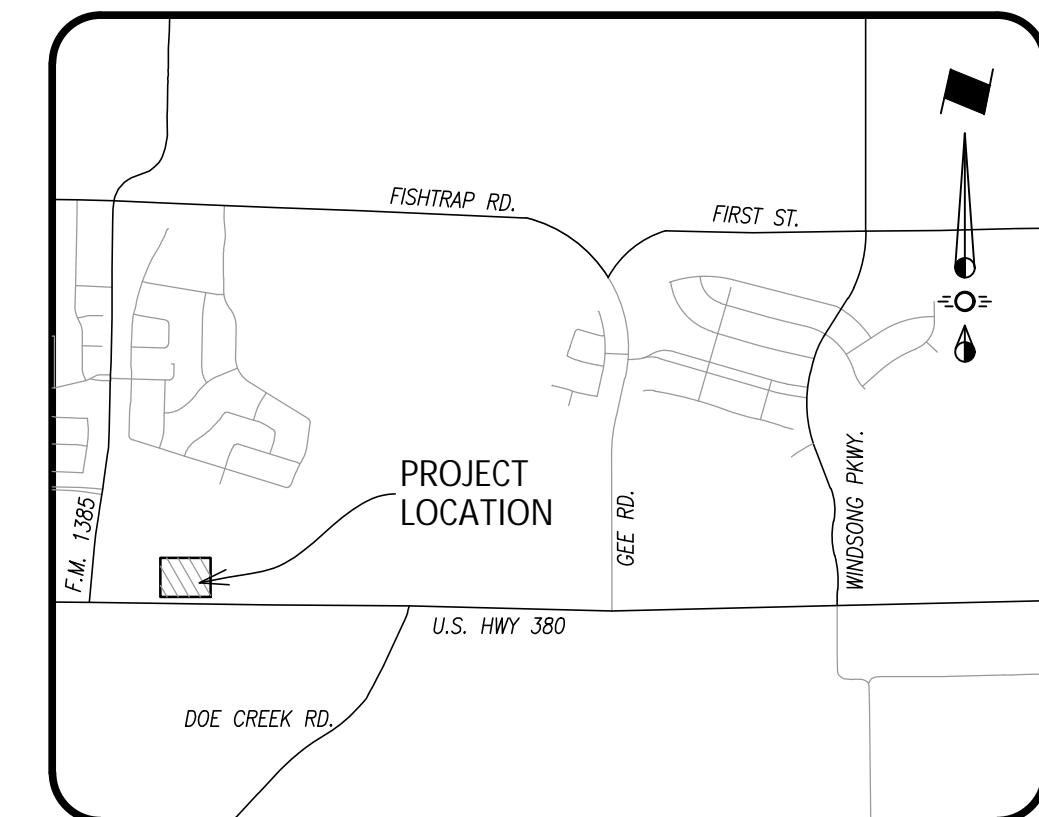 FISHTRAP RD.
FIRST ST.
PROJECT
LOCATION
F.M. 1385
GEE RD.
WINDSONG PKWY.
U.S. HWY 380
DOE CREEK RD.